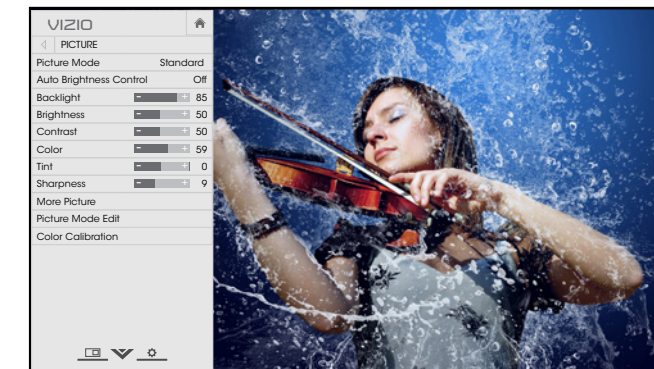 VIZIO
PICTURE
Picture Mode Standard
Auto Brightness Control Off
Backlight 85
Brightness 50
Contrast 50
Color 59
Tint 0
Sharpness 9
More Picture
Picture Mode Edit
Color Calibration